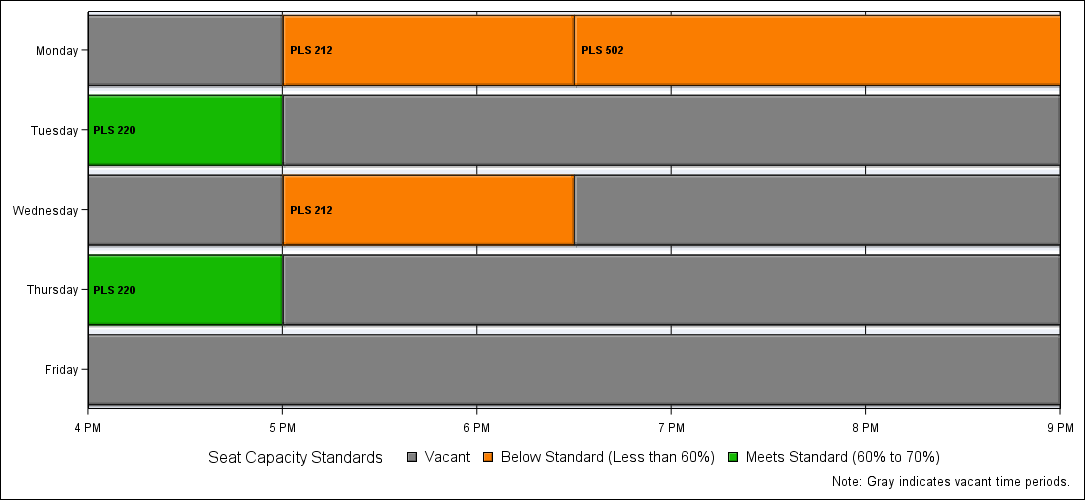 Monday
PLS 212
PLS 502
Tuesday
PLS 220
Wednesday
PLS 212
Thursday
PLS 220
Friday
4 PM 5 PM 6 PM 7 PM 8 PM 9 PM
Seat Capacity Standards Vacant Below Standard (Less than 60%) Meets Standard (60% to 70%)
Note: Gray indicates vacant time periods.